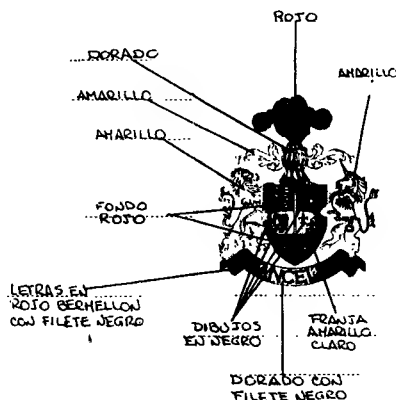 ROJO
DORADO
AMARILLO
AMARILLO
AMARILLO
FONDO
ROJO
ANCEL
LETRAS EN
ROJO BERMELLON
CON FILETE NEGRO
DIBUJOS
EN NEGRO
FRANJA
AMARILLO
CLARO
DORADO CON
FILETE NEGRO